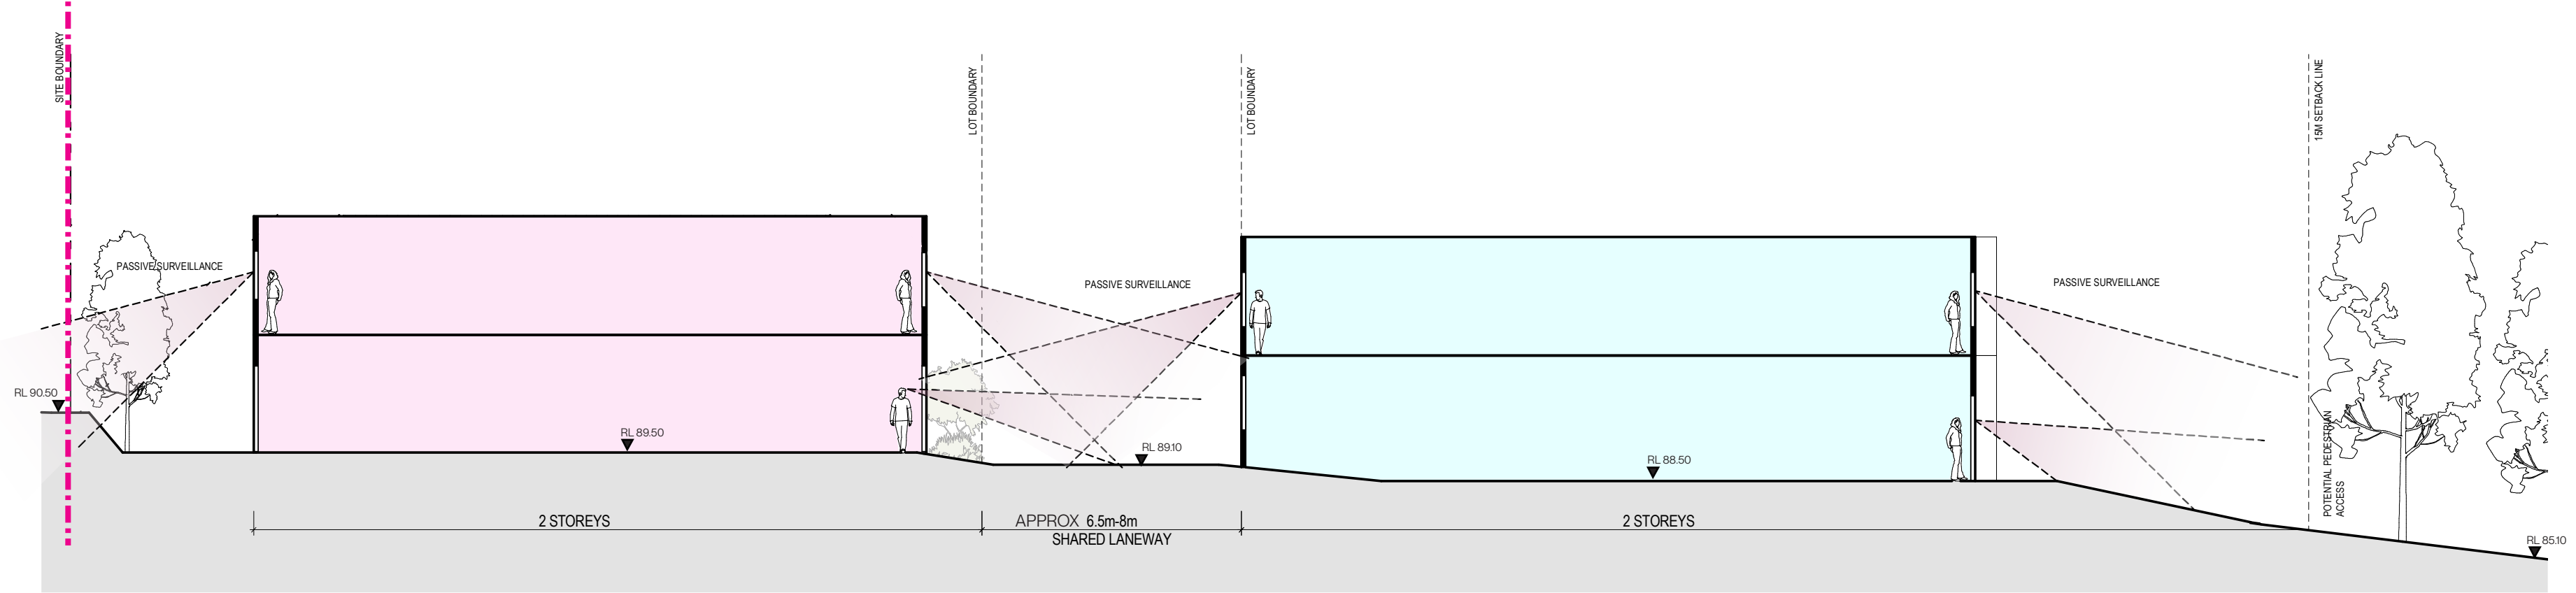 SITE BOUNDARY
LOT BOUNDARY
LOT BOUNDARY
15M SETBACK LINE
PASSIVE SURVEILLANCE
PASSIVE SURVEILLANCE
PASSIVE SURVEILLANCE
RL 90.50
RL 89.50
RL 89.10
RL 88.50
POTENTIAL PEDESTRIAN
ACCESS
RL 85.10
2 STOREYS
APPROX 6.5m-8m
SHARED LANEWAY
2 STOREYS